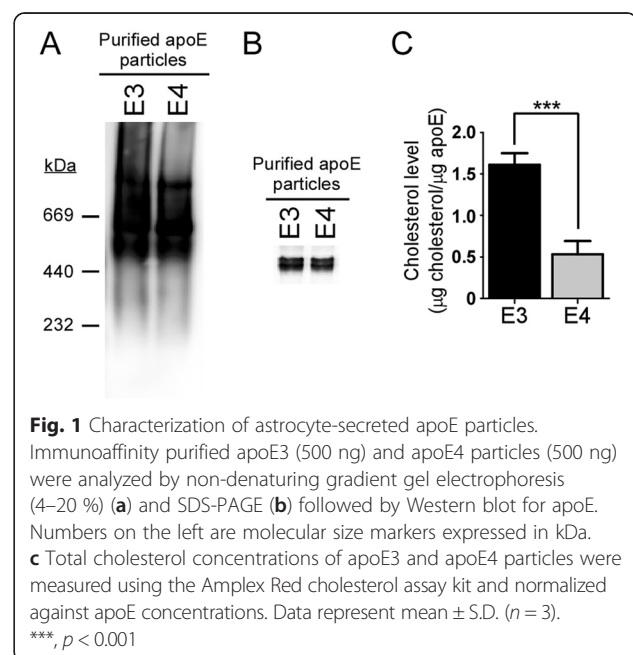 A
Purified apoE
particles
E3
E4
kDa
669
440
232
B
Purified apoE
particles
E3
E4
C
***
Cholesterol level
(μg cholesterol/μg apoE)
2.0
1.5
1.0
0.5
0
E3
E4
Fig. 1 Characterization of astrocyte-secreted apoE particles.
Immunoaffinity purified apoE3 (500 ng) and apoE4 particles (500 ng)
were analyzed by non-denaturing gradient gel electrophoresis
(4–20 %) (a) and SDS-PAGE (b) followed by Western blot for apoE.
Numbers on the left are molecular size markers expressed in kDa.
c Total cholesterol concentrations of apoE3 and apoE4 particles were
measured using the Amplex Red cholesterol assay kit and normalized
against apoE concentrations. Data represent mean ± S.D. (n = 3).
***, p < 0.001